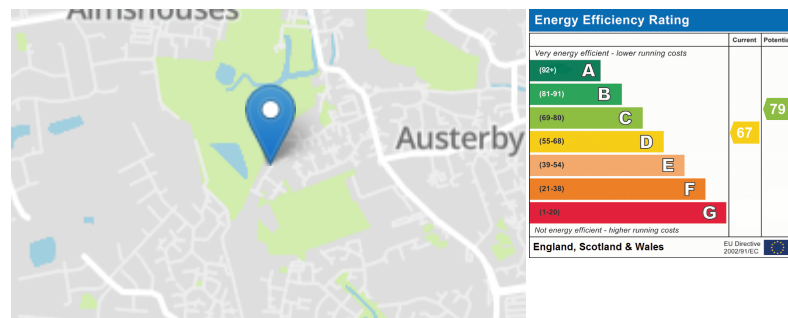 Almshouses
Austerby
Energy Efficiency Rating
Current Potentia
Very energy efficient - lower running costs
(92+) A
(81-91) B
(69-80) C
(55-68) D
(39-54) E
(21-38) F
(1-20) G
67
79
Not energy efficient - higher running costs
England, Scotland & Wales
EU Directive
2002/91/EC